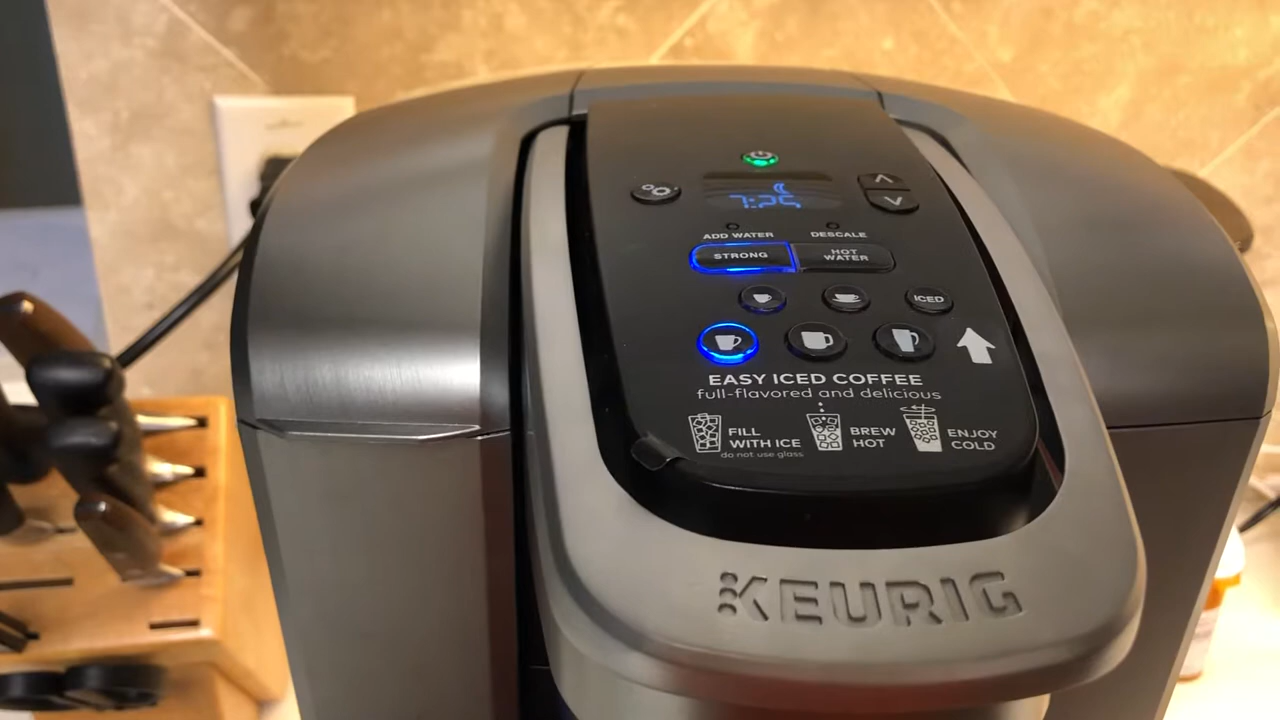 7:25
ADD WATER DESCALE
STRONG HOT WATER
ICED
EASY ICED COFFEE
full-flavored and delicious
FILL WITH ICE
do not use glass
BREW HOT
ENJOY COLD
KEURIG